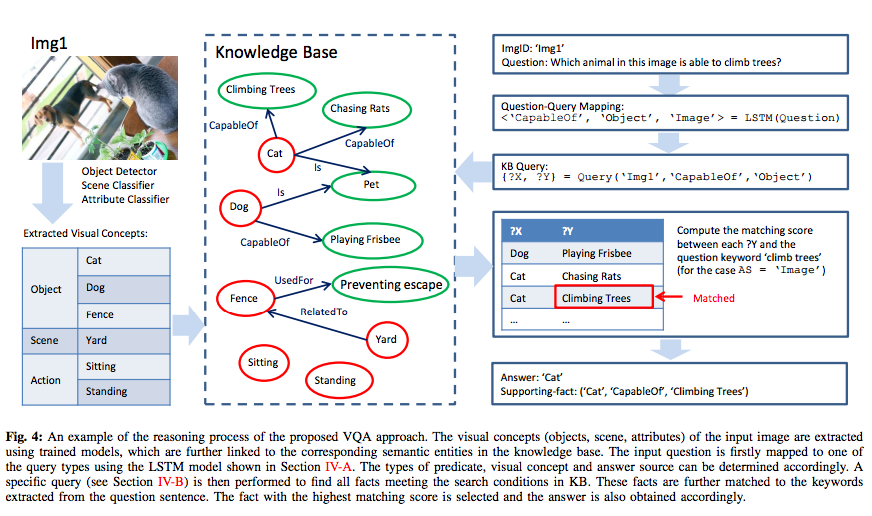 Img1
Object Detector
Scene Classifier
Attribute Classifier
Extracted Visual Concepts:
Object
Cat
Dog
Fence
Scene
Yard
Action
Sitting
Standing
Knowledge Base
Climbing Trees
Chasing Rats
CapableOf
CapableOf
Cat
Is
Pet
Is
Dog
CapableOf
Playing Frisbee
UsedFor
Fence
Preventing escape
RelatedTo
Yard
Sitting
Standing
ImgID: ‘Img1’
Question: Which animal in this image is able to climb trees?
Question-Query Mapping:
<‘CapableOf’, ‘Object’, ‘Image’> = LSTM(Question)
KB Query:
{?X, ?Y} = Query(‘Img1’,‘CapableOf’,‘Object’)
?X ?Y
Dog Playing Frisbee
Cat Chasing Rats
Cat Climbing Trees
... ...
Compute the matching score
between each ?Y and the
question keyword ‘climb trees’
(for the case AS = ‘Image’)
Matched
Answer: ‘Cat’
Supporting-fact: (‘Cat’, ‘CapableOf’, ‘Climbing Trees’)
Fig. 4: An example of the reasoning process of the proposed VQA approach. The visual concepts (objects, scene, attributes) of the input image are extracted
using trained models, which are further linked to the corresponding semantic entities in the knowledge base. The input question is firstly mapped to one of
the query types using the LSTM model shown in Section IV-A. The types of predicate, visual concept and answer source can be determined accordingly. A
specific query (see Section IV-B) is then performed to find all facts meeting the search conditions in KB. These facts are further matched to the keywords
extracted from the question sentence. The fact with the highest matching score is selected and the answer is also obtained accordingly.